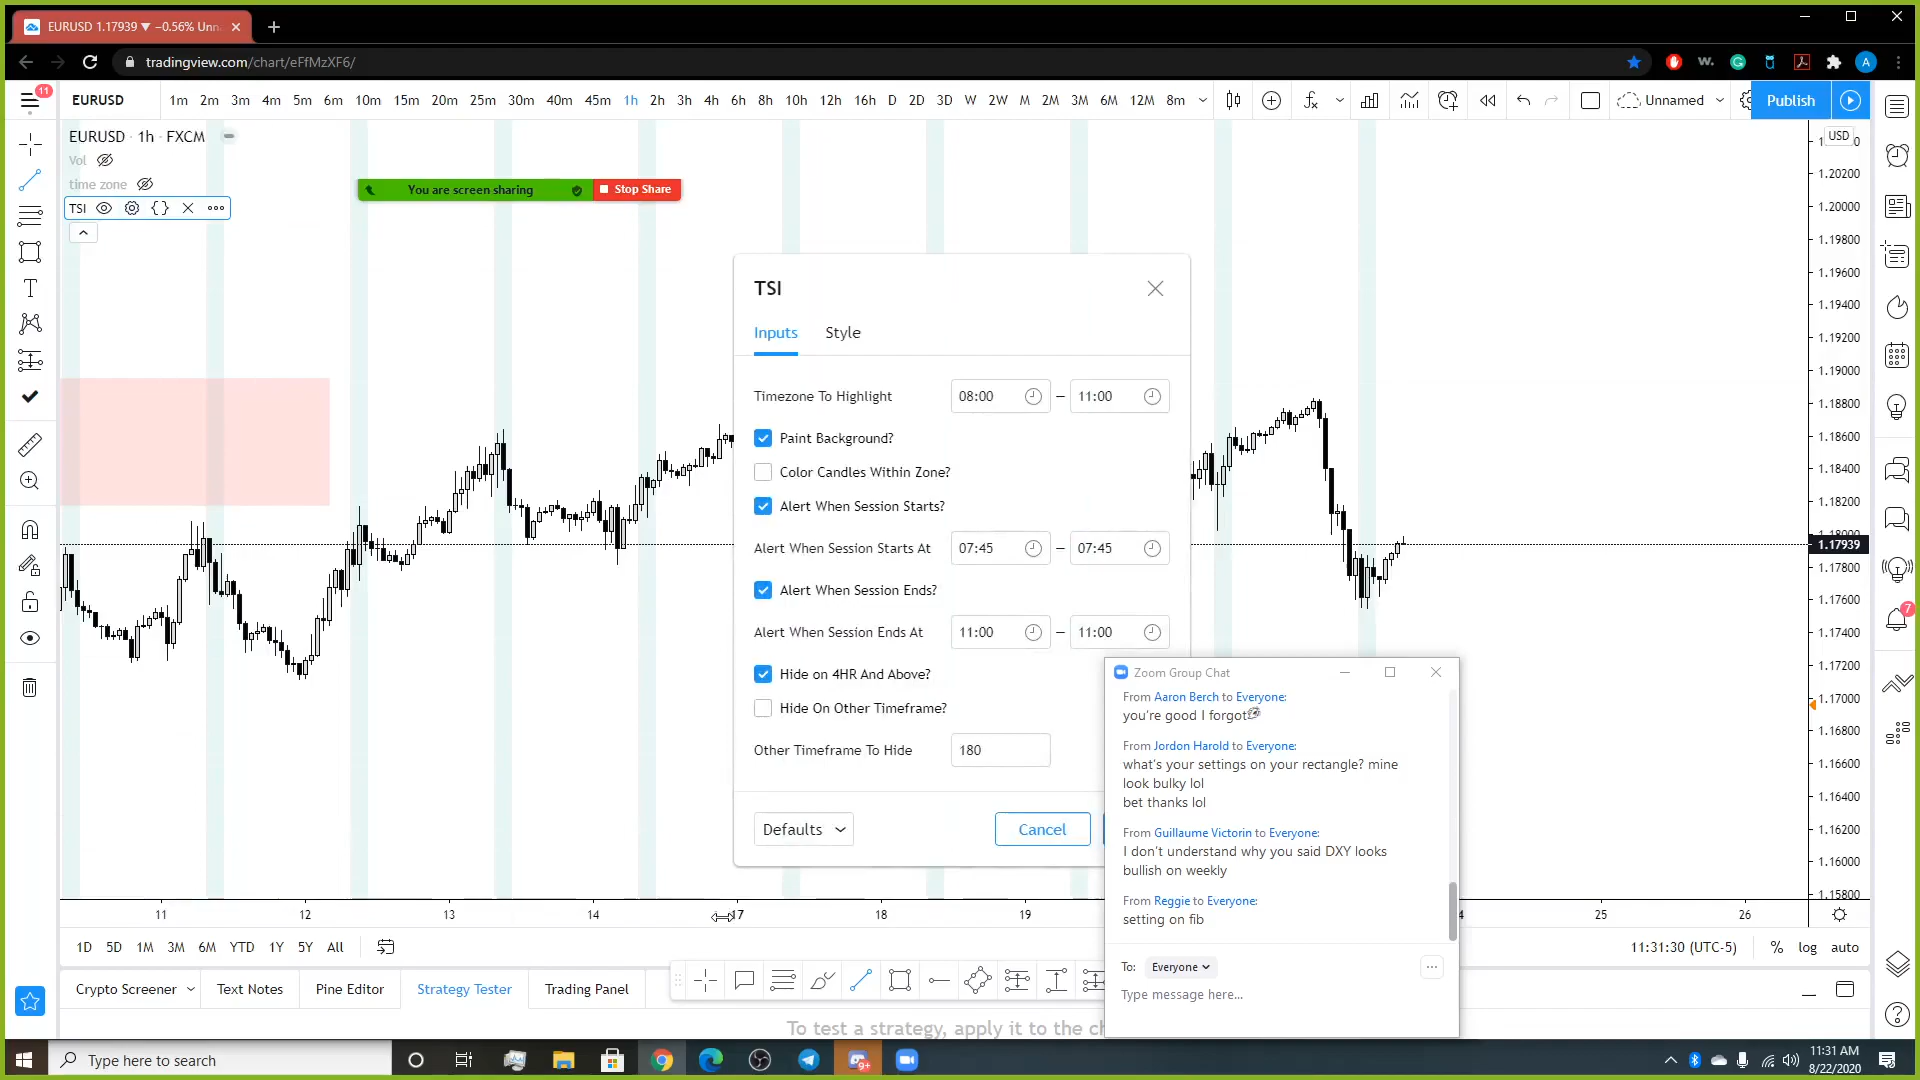 EURUSD 1.17939 ▼ −0.56% Unn
tradingview.com/chart/eFfMzXF6/
W.
A
11
EURUSD
1m 2m 3m 4m 5m 6m 10m 15m 20m 25m 30m 40m 45m 1h 2h 3h 4h 6h 8h 10h 12h 16h D 2D 3D W 2W M 2M 3M 6M 12M 8m
Unnamed
Publish
EURUSD · 1h · FXCM
USD
Vol
time zone
TSI
You are screen sharing
Stop Share
1.20200
1.20000
1.19800
1.19600
1.19400
1.19200
1.19000
1.18800
1.18600
1.18400
1.18200
1.17939
1.17800
1.17600
1.17400
1.17200
1.17000
1.16800
1.16600
1.16400
1.16200
1.16000
1.15800
7
TSI
Inputs
Style
Timezone To Highlight
08:00 – 11:00
Paint Background?
Color Candles Within Zone?
Alert When Session Starts?
Alert When Session Starts At
07:45 – 07:45
Alert When Session Ends?
Alert When Session Ends At
11:00 – 11:00
Hide on 4HR And Above?
Hide On Other Timeframe?
Other Timeframe To Hide
180
Defaults
Cancel
Zoom Group Chat
From Aaron Berch to Everyone:
you're good I forgot
From Jordon Harold to Everyone:
what's your settings on your rectangle? mine
look bulky lol
bet thanks lol
From Guillaume Victorin to Everyone:
I don't understand why you said DXY looks
bullish on weekly
From Reggie to Everyone:
setting on fib
To: Everyone
Type message here...
11 12 13 14 17 18 19 4 25 26
1D 5D 1M 3M 6M YTD 1Y 5Y All
11:31:30 (UTC-5) % log auto
Crypto Screener
Text Notes
Pine Editor
Strategy Tester
Trading Panel
To test a strategy, apply it to the ch
Type here to search
9+
11:31 AM
8/22/2020